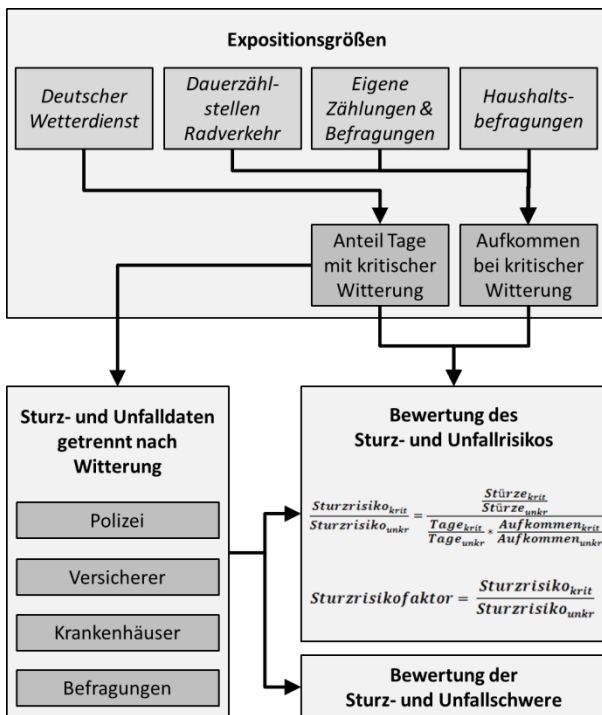 Expositionsgrößen
Deutscher
Wetterdienst
Dauerzähl-
stellen
Radverkehr
Eigene
Zählungen &
Befragungen
Haushalts-
befragungen
Anteil Tage
mit kritischer
Witterung
Aufkommen
bei kritischer
Witterung
Sturz- und Unfalldaten
getrennt nach
Witterung
Polizei
Versicherer
Krankenhäuser
Befragungen
Bewertung des
Sturz- und Unfallrisikos
Sturzrisiko_krit / Sturzrisiko_unkr = (Stürze_krit / Stürze_unkr) / (Tage_krit / Tage_unkr * Aufkommen_krit / Aufkommen_unkr)
Sturzrisikofaktor = Sturzrisiko_krit / Sturzrisiko_unkr
Bewertung der
Sturz- und Unfallschwere